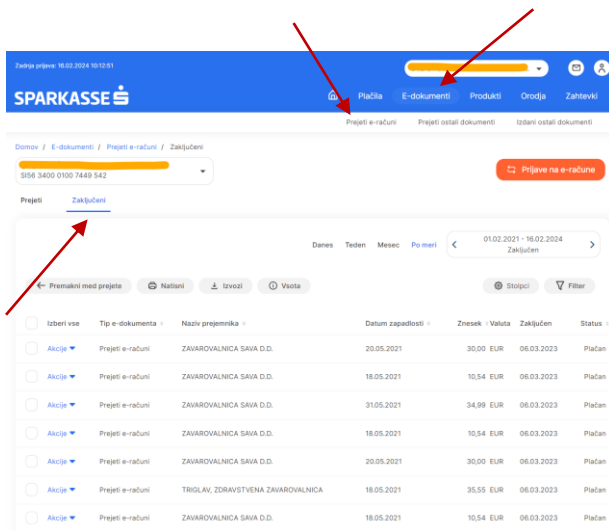 Zadnja prijava: 16.02.2024 10:12:51
SPARKASSE
Plačila E-dokumenti Produkti Orodja Zahtevki
Prejeti e-računi Prejeti ostali dokumenti Izdani ostali dokumenti
Domov / E-dokumenti / Prejeti e-računi / Zaključeni
SI56 3400 0100 7449 542
Prijave na e-račune
Prejeti Zaključeni
Danes Teden Mesec Po meri 01.02.2021 - 16.02.2024
Zaključen
Premakni med prejete Natisni Izvozi Vsota Stolpci Filter
Izberi vse Tip e-dokumenta Naziv prejemnika Datum zapadlosti Znesek Valuta Zaključen Status
Akcije Prejeti e-računi ZAVAROVALNICA SAVA D.D. 20.05.2021 30,00 EUR 06.03.2023 Plačan
Akcije Prejeti e-računi ZAVAROVALNICA SAVA D.D. 18.05.2021 10,54 EUR 06.03.2023 Plačan
Akcije Prejeti e-računi ZAVAROVALNICA SAVA D.D. 31.05.2021 34,99 EUR 06.03.2023 Plačan
Akcije Prejeti e-računi ZAVAROVALNICA SAVA D.D. 18.05.2021 10,54 EUR 06.03.2023 Plačan
Akcije Prejeti e-računi ZAVAROVALNICA SAVA D.D. 20.05.2021 30,00 EUR 06.03.2023 Plačan
Akcije Prejeti e-računi TRIGLAV, ZDRAVSTVENA ZAVAROVALNICA 18.05.2021 35,55 EUR 06.03.2023 Plačan
Akcije Prejeti e-računi ZAVAROVALNICA SAVA D.D. 18.05.2021 10,54 EUR 06.03.2023 Plačan